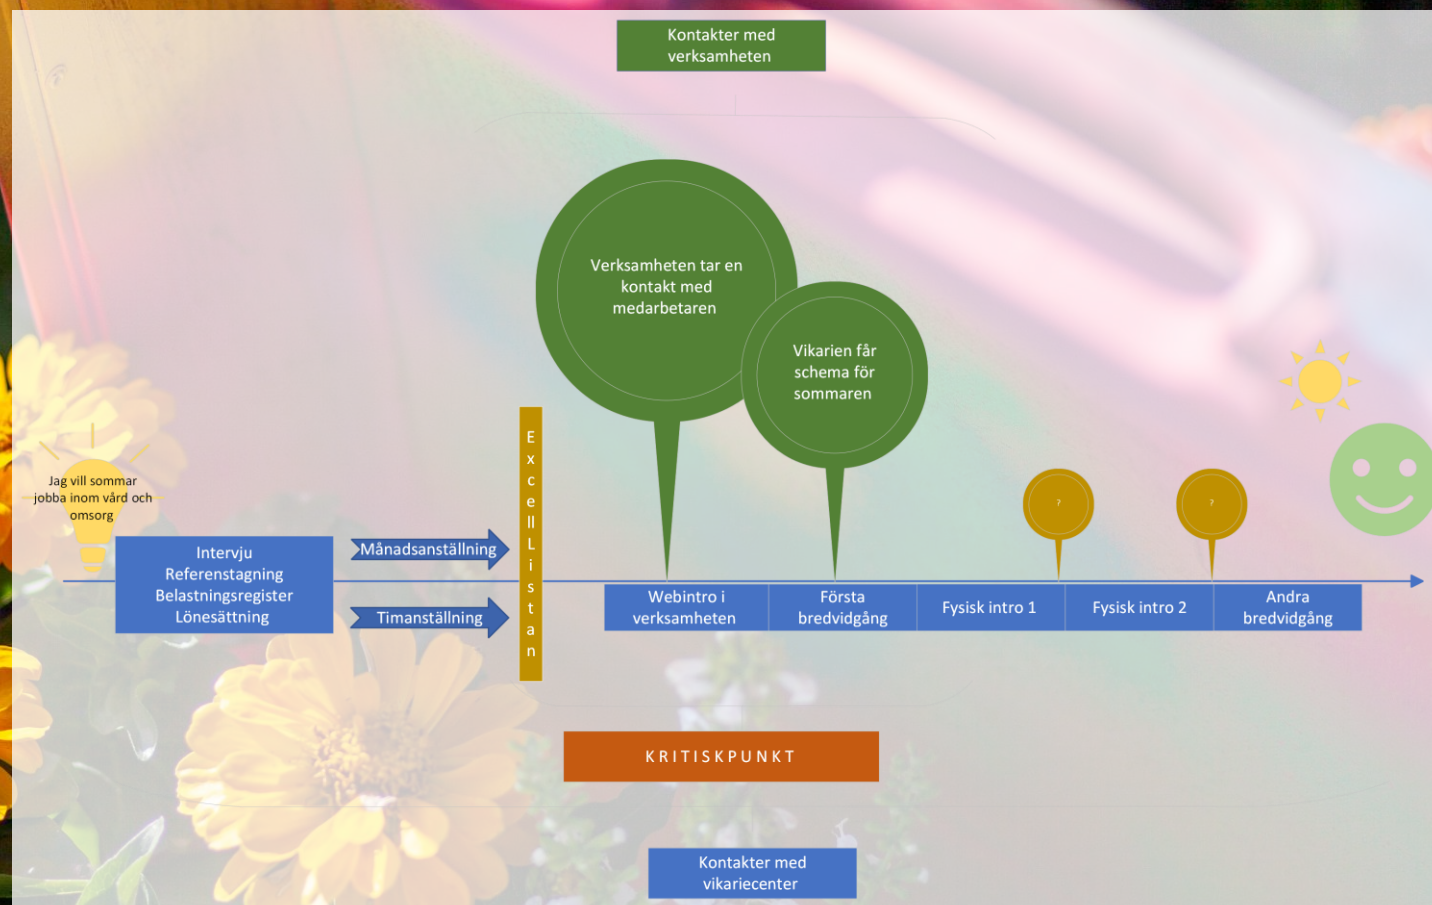 Kontakter med
verksamheten
Verksamheten tar en
kontakt med
medarbetaren
Vikarien får
schema för
sommaren
Jag vill sommar
jobba inom vård och
omsorg
Intervju
Referenstagning
Belastningsregister
Lönesättning
Månadsanställning
Timanställning
ExcellListan
?
?
Webintro i
verksamheten
Första
bredvidgång
Fysisk intro 1
Fysisk intro 2
Andra
bredvidgång
KRITISKPUNKT
Kontakter med
vikariecenter